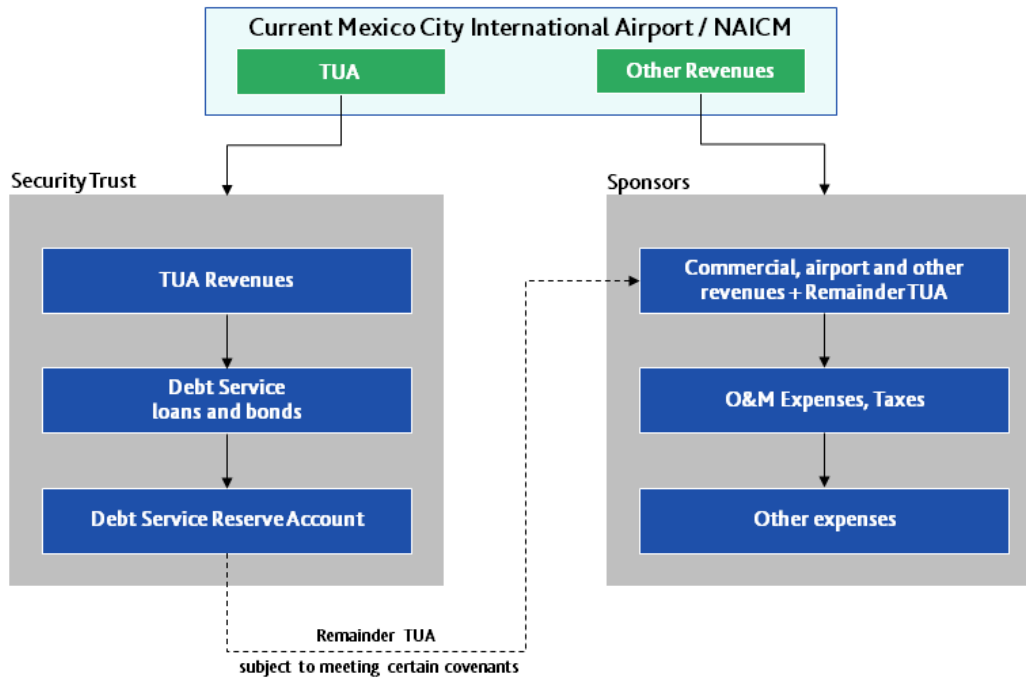 Current Mexico City International Airport / NAICM
TUA
Other Revenues
Security Trust
Sponsors
TUA Revenues
Commercial, airport and other
revenues + Remainder TUA
Debt Service
loans and bonds
O&M Expenses, Taxes
Debt Service Reserve Account
Other expenses
Remainder TUA
subject to meeting certain covenants